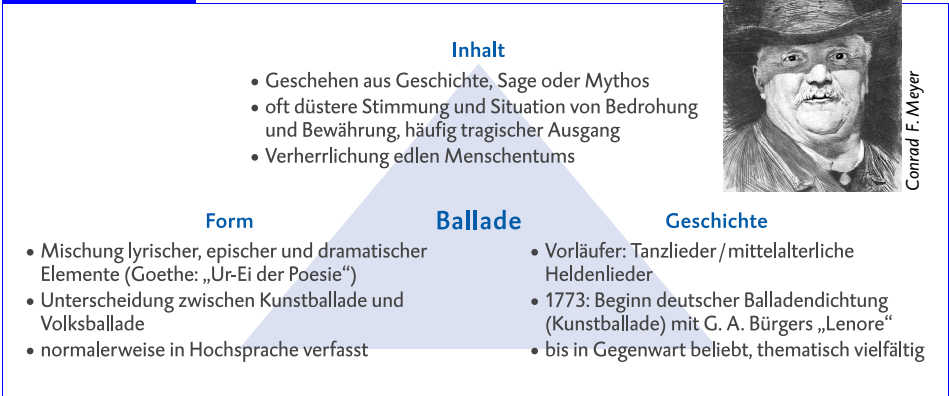 Inhalt
• Geschehen aus Geschichte, Sage oder Mythos
• oft düstere Stimmung und Situation von Bedrohung
und Bewährung, häufig tragischer Ausgang
• Verherrlichung edlen Menschentums
Conrad F. Meyer
Ballade
Form
• Mischung lyrischer, epischer und dramatischer
Elemente (Goethe: „Ur-Ei der Poesie“)
• Unterscheidung zwischen Kunstballade und
Volksballade
• normalerweise in Hochsprache verfasst
Geschichte
• Vorläufer: Tanzlieder/mittelalterliche
Heldenlieder
• 1773: Beginn deutscher Balladendichtung
(Kunstballade) mit G. A. Bürgers „Lenore“
• bis in Gegenwart beliebt, thematisch vielfältig